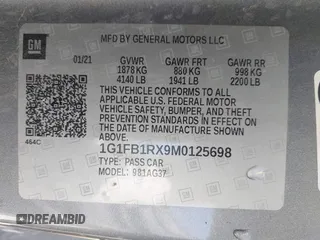 GM
MFD BY GENERAL MOTORS LLC
01/21 GVWR GAWR FRT GAWR RR
1878 KG 880 KG 998 KG
4140 LB 1941 LB 2200 LB
THIS VEHICLE CONFORMS TO ALL
APPLICABLE U.S. FEDERAL MOTOR
VEHICLE SAFETY, BUMPER, AND THEFT
PREVENTION STANDARDS IN EFFECT ON
THE DATE OF MANUFACTURE SHOWN
ABOVE.
464C
1G1FB1RX9M0125698
TYPE: PASS CAR
MODEL: 981AG37
© DREAMBID